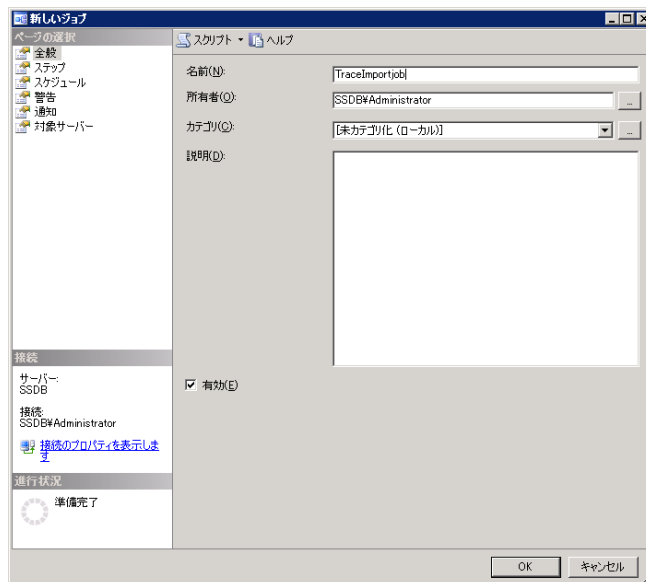 新しいジョブ
ページの選択
全般
ステップ
スケジュール
警告
通知
対象サーバー
スクリプト ヘルプ
名前(N): TraceImportjob
所有者(O): SSDB¥Administrator ...
カテゴリ(C): [未カテゴリ化 (ローカル)] ...
説明(D):
有効(E)
接続
サーバー:
SSDB
接続:
SSDB¥Administrator
接続のプロパティを表示しま
す
進行状況
準備完了
OK キャンセル